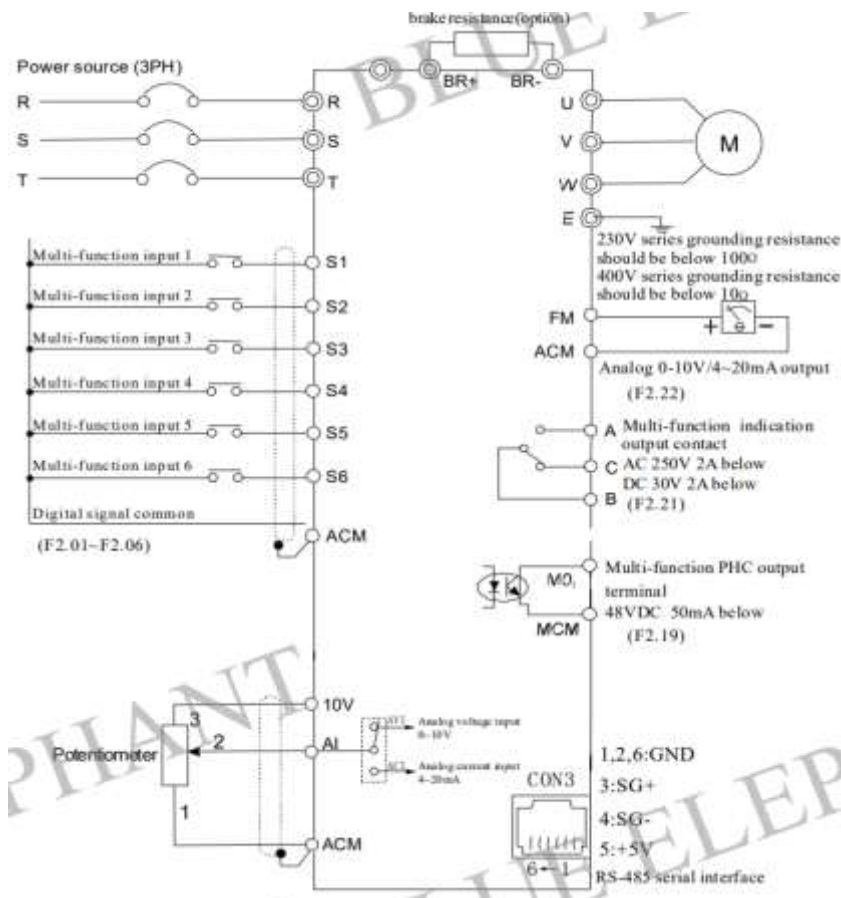 brake resistance(option)
Power source (3PH)
BR+ BR-
R R
S S
T T
U
V
W
E
M
230V series grounding resistance
should be below 100Ω
400V series grounding resistance
should be below 10Ω
Multi-function input 1 S1
Multi-function input 2 S2
Multi-function input 3 S3
Multi-function input 4 S4
Multi-function input 5 S5
Multi-function input 6 S6
Digital signal common
(F2.01~F2.06)
ACM
FM
+ -
ACM
Analog 0-10V/4~20mA output
(F2.22)
A Multi-function indication
output contact
C AC 250V 2A below
DC 30V 2A below
B (F2.21)
MO1 Multi-function PHC output
terminal
MCM 48VDC 50mA below
(F2.19)
10V
3
Potentiometer 2 AI
1
ACM
Analog voltage input
0~10V
Analog current input
4~20mA
CON3
6←1
1,2,6:GND
3:SG+
4:SG-
5:+5V
RS-485 serial interface
BLUE ELEP
PHANT
BLUE ELEP